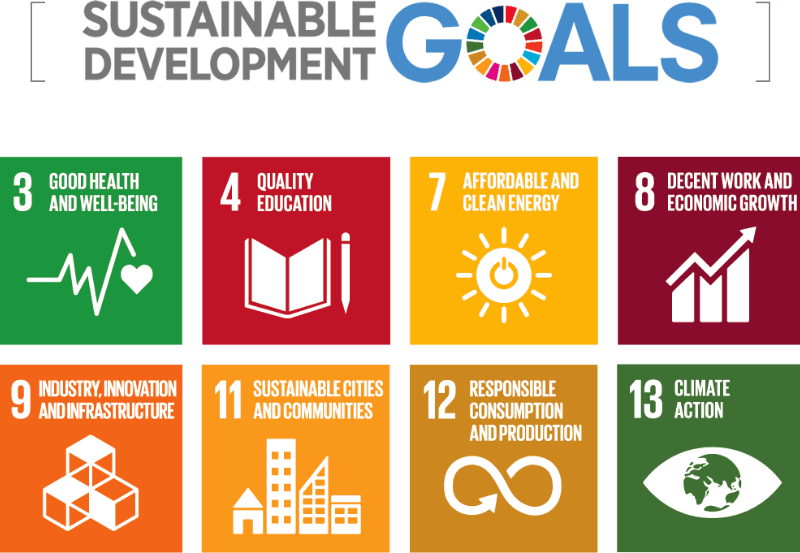 SUSTAINABLE
DEVELOPMENT
GOALS
3
GOOD HEALTH
AND WELL-BEING
4
QUALITY
EDUCATION
7
AFFORDABLE AND
CLEAN ENERGY
8
DECENT WORK AND
ECONOMIC GROWTH
9
INDUSTRY, INNOVATION
AND INFRASTRUCTURE
11
SUSTAINABLE CITIES
AND COMMUNITIES
12
RESPONSIBLE
CONSUMPTION
AND PRODUCTION
13
CLIMATE
ACTION